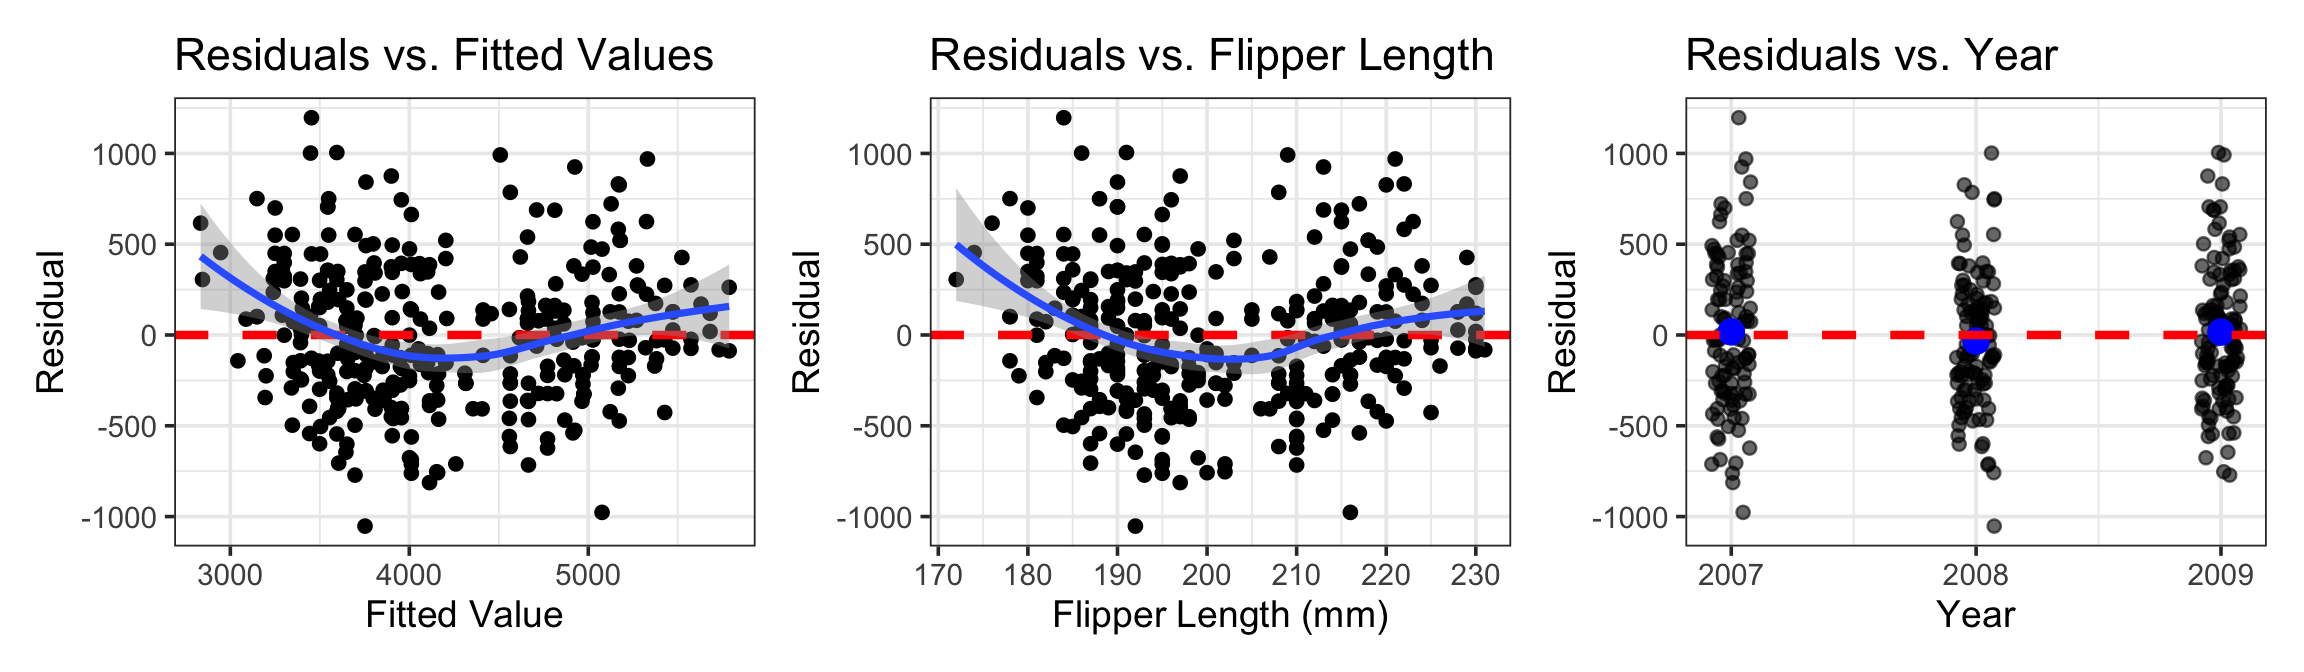 Residuals vs. Fitted Values
Residual
1000
500
0
-500
-1000
3000 4000 5000
Fitted Value
Residuals vs. Flipper Length
Residual
1000
500
0
-500
-1000
170 180 190 200 210 220 230
Flipper Length (mm)
Residuals vs. Year
Residual
1000
500
0
-500
-1000
2007 2008 2009
Year